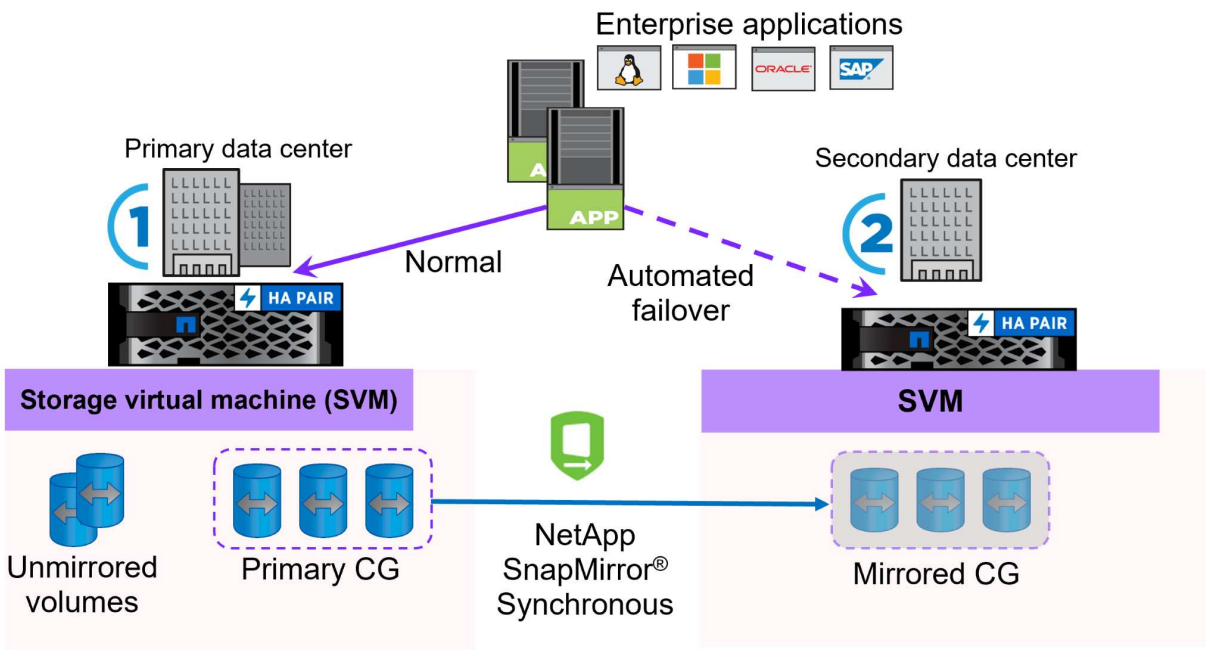 Enterprise applications
ORACLE®
SAP
Primary data center
Secondary data center
A
APP
1
2
Normal
Automated
failover
HA PAIR
HA PAIR
Storage virtual machine (SVM)
SVM
Unmirrored
volumes
Primary CG
NetApp
SnapMirror®
Synchronous
Mirrored CG